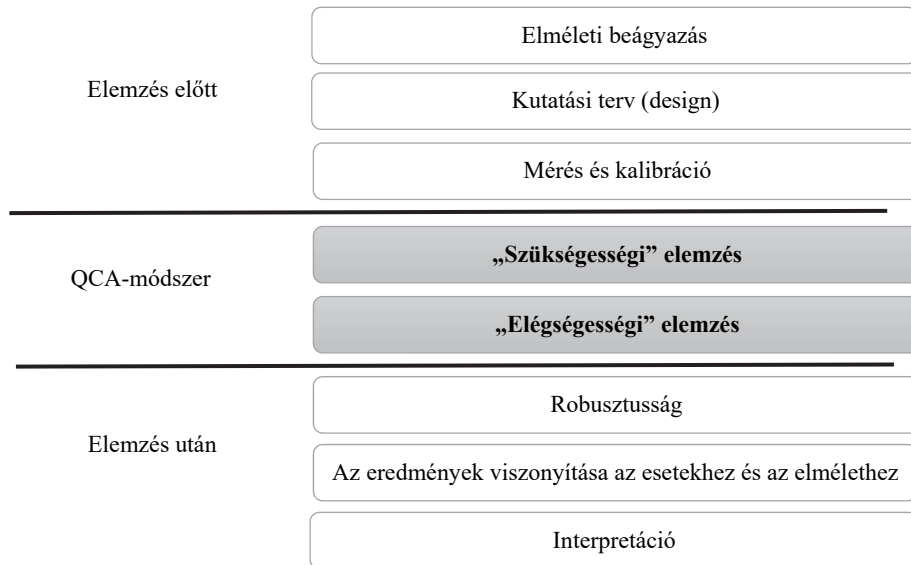 Elméleti beágyazás
Elemzés előtt
Kutatási terv (design)
Mérés és kalibráció
„Szükségességi” elemzés
QCA-módszer
„Elégségességi” elemzés
Robusztusság
Elemzés után
Az eredmények viszonyítása az esetekhez és az elmélethez
Interpretáció